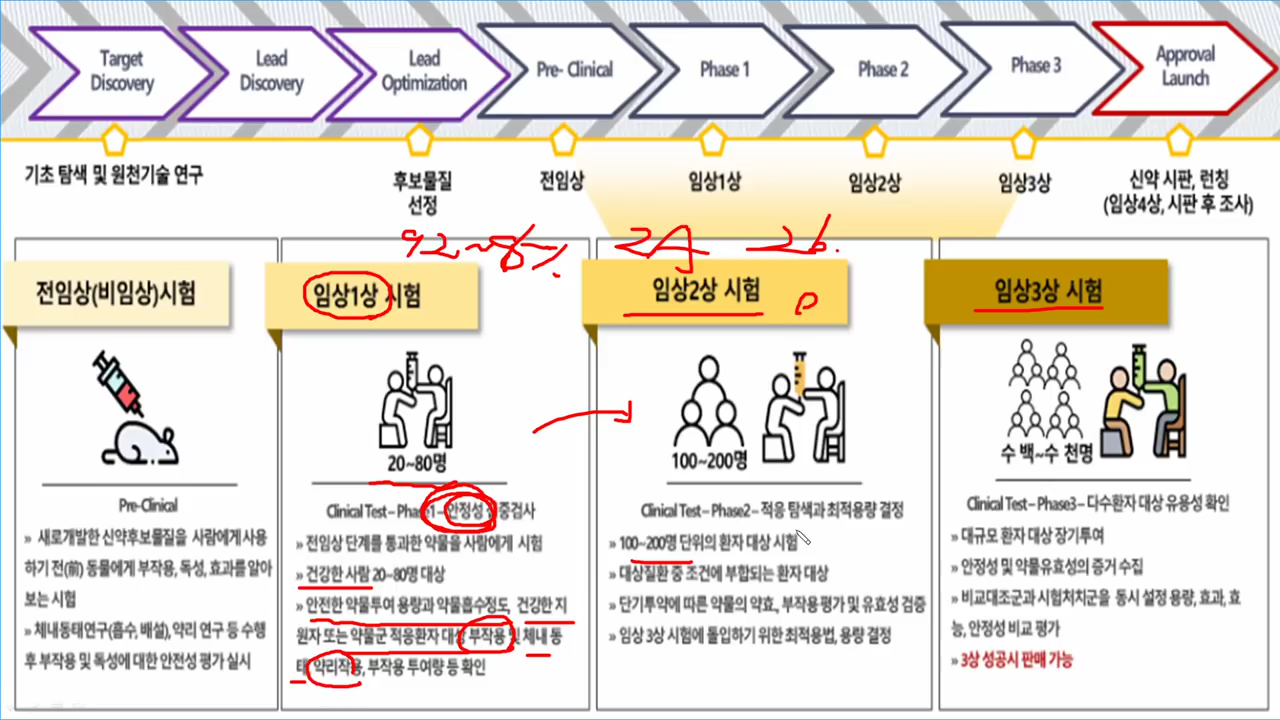 Target
Discovery
Lead
Discovery
Lead
Optimization
Pre- Clinical
Phase 1
Phase 2
Phase 3
Approval
Launch
기초 탐색 및 원천기술 연구
후보물질
선정
전임상
임상1상
임상2상
임상3상
신약 시판, 런칭
(임상4상, 시판 후 조사)
전임상(비임상)시험
Pre-Clinical
» 새로개발한 신약후보물질을 사람에게 사용
하기 전(前) 동물에게 부작용, 독성, 효과를 알아
보는 시험
» 체내동태연구(흡수, 배설), 약리 연구 등 수행
후 부작용 및 독성에 대한 안전성 평가 실시
임상1상 시험
20~80명
Clinical Test – Phase1 – 안정성 검사
» 전임상 단계를 통과한 약물을 사람에게 시험
» 건강한 사람 20~80명 대상
» 안전한 약물투여 용량과 약물흡수정도, 건강한 지
원자 또는 약물군 적응환자 대상 부작용 및 체내 동
태, 약리작용, 부작용 투여량 등 확인
임상2상 시험
100~200명
Clinical Test – Phase2 – 적응 탐색과 최적용량 결정
» 100~200명 단위의 환자 대상 시험
» 대상질환 중 조건에 부합되는 환자 대상
» 단기투약에 따른 약물의 약효, 부작용평가 및 유효성 검증
» 임상 3상 시험에 돌입하기 위한 최적용법, 용량 결정
임상3상 시험
수 백~수 천명
Clinical Test – Phase3 – 다수환자 대상 유용성 확인
» 대규모 환자 대상 장기투여
» 안정성 및 약물유효성의 증거 수집
» 비교대조군과 시험처치군을 동시 설정 용량, 효과, 효
능, 안정성 비교 평가
» 3상 성공시 판매 가능